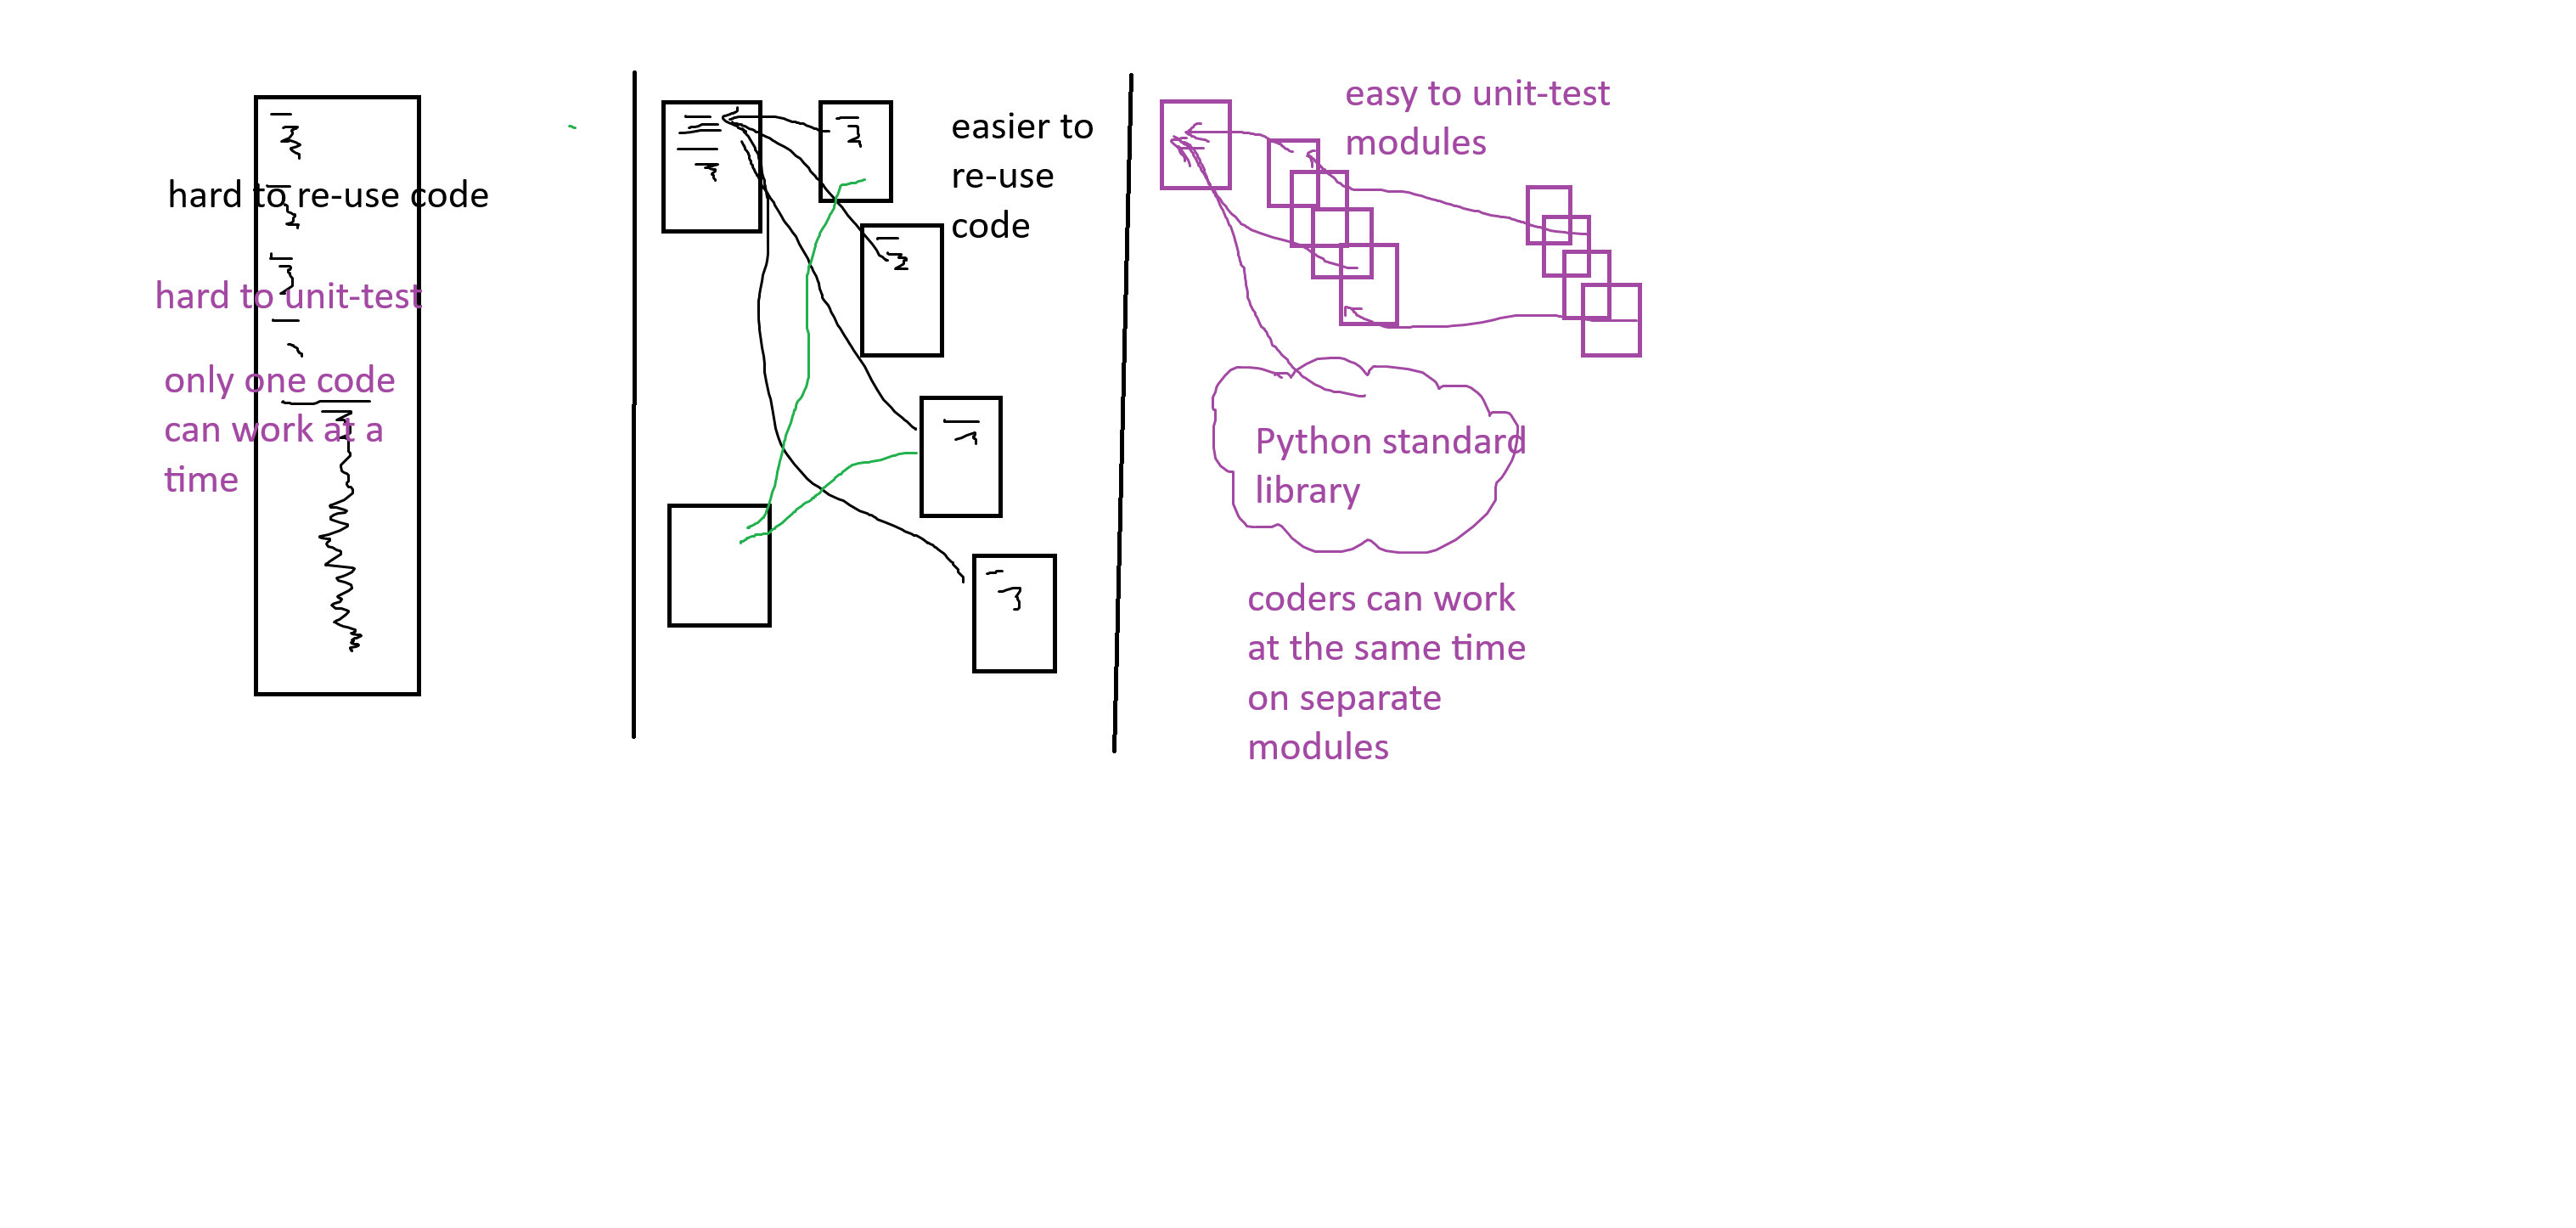 hard to re-use code
hard to unit-test
only one code
can work at a
time
easier to
re-use
code
easy to unit-test
modules
Python standard
library
coders can work
at the same time
on separate
modules